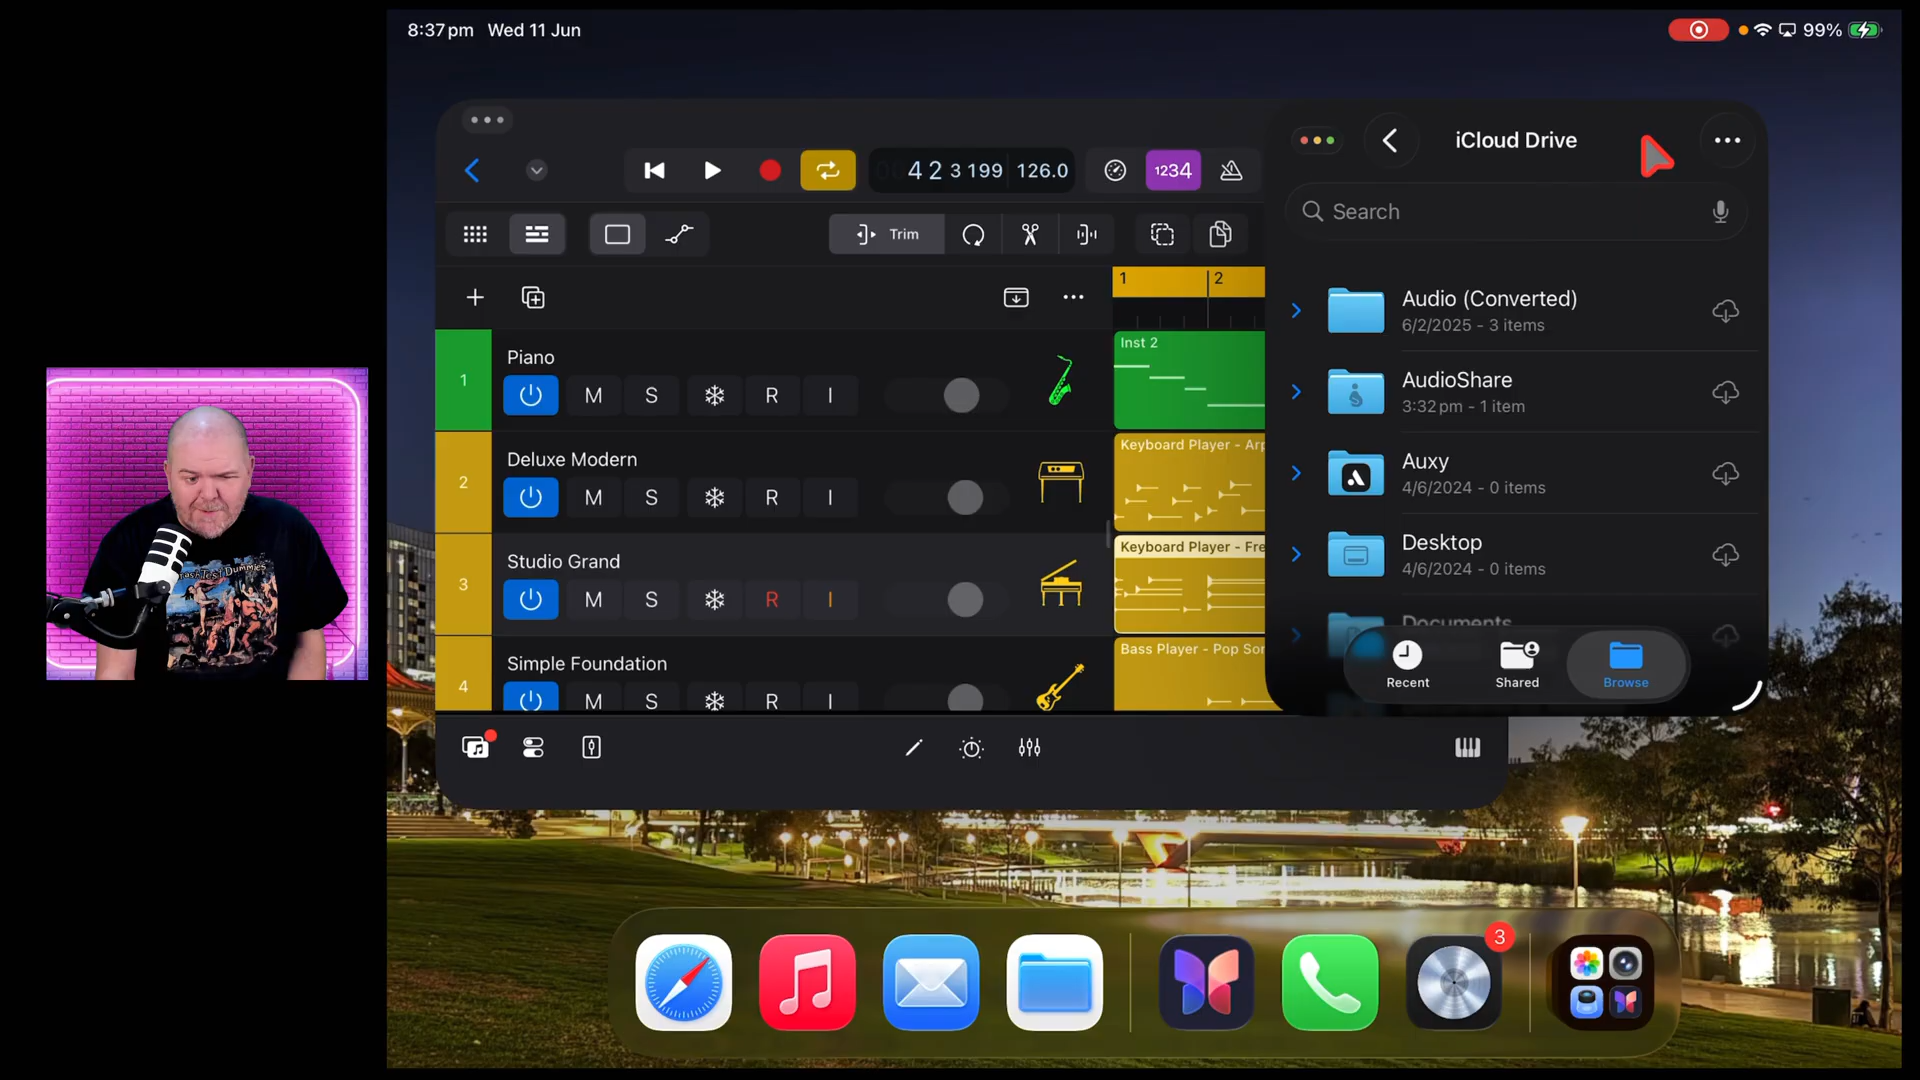 8:37 pm Wed 11 Jun
99%
4 2 3 199 126.0
1234
Trim
1 2
1
Piano
M S R I
Inst 2
2
Deluxe Modern
M S R I
Keyboard Player - Arp
3
Studio Grand
M S R I
Keyboard Player - Fre
4
Simple Foundation
M S R I
Bass Player - Pop Son
iCloud Drive
Search
Audio (Converted)
6/2/2025 - 3 items
AudioShare
3:32 pm - 1 item
Auxy
4/6/2024 - 0 items
Desktop
4/6/2024 - 0 items
Documents
Recent
Shared
Browse
3